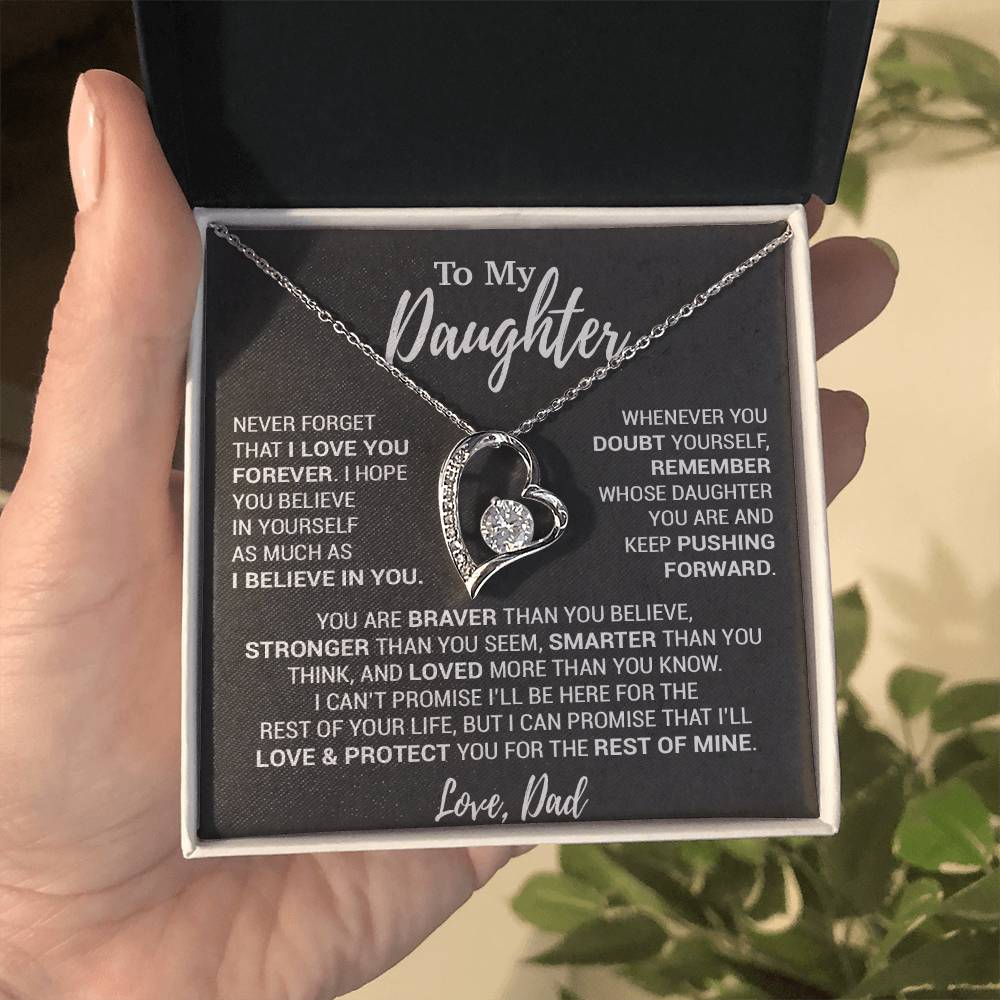 To My
Daughter
NEVER FORGET
THAT I LOVE YOU
FOREVER. I HOPE
YOU BELIEVE
IN YOURSELF
AS MUCH AS
I BELIEVE IN YOU.
WHENEVER YOU
DOUBT YOURSELF,
REMEMBER
WHOSE DAUGHTER
YOU ARE AND
KEEP PUSHING
FORWARD.
YOU ARE BRAVER THAN YOU BELIEVE,
STRONGER THAN YOU SEEM, SMARTER THAN YOU
THINK, AND LOVED MORE THAN YOU KNOW.
I CAN'T PROMISE I'LL BE HERE FOR THE
REST OF YOUR LIFE, BUT I CAN PROMISE THAT I'LL
LOVE & PROTECT YOU FOR THE REST OF MINE.
Love, Dad